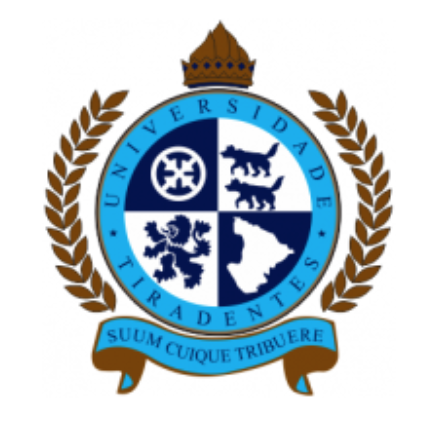 UNIVERSIDADE
TIRADENTES
SUUM CUIQUE TRIBUERE